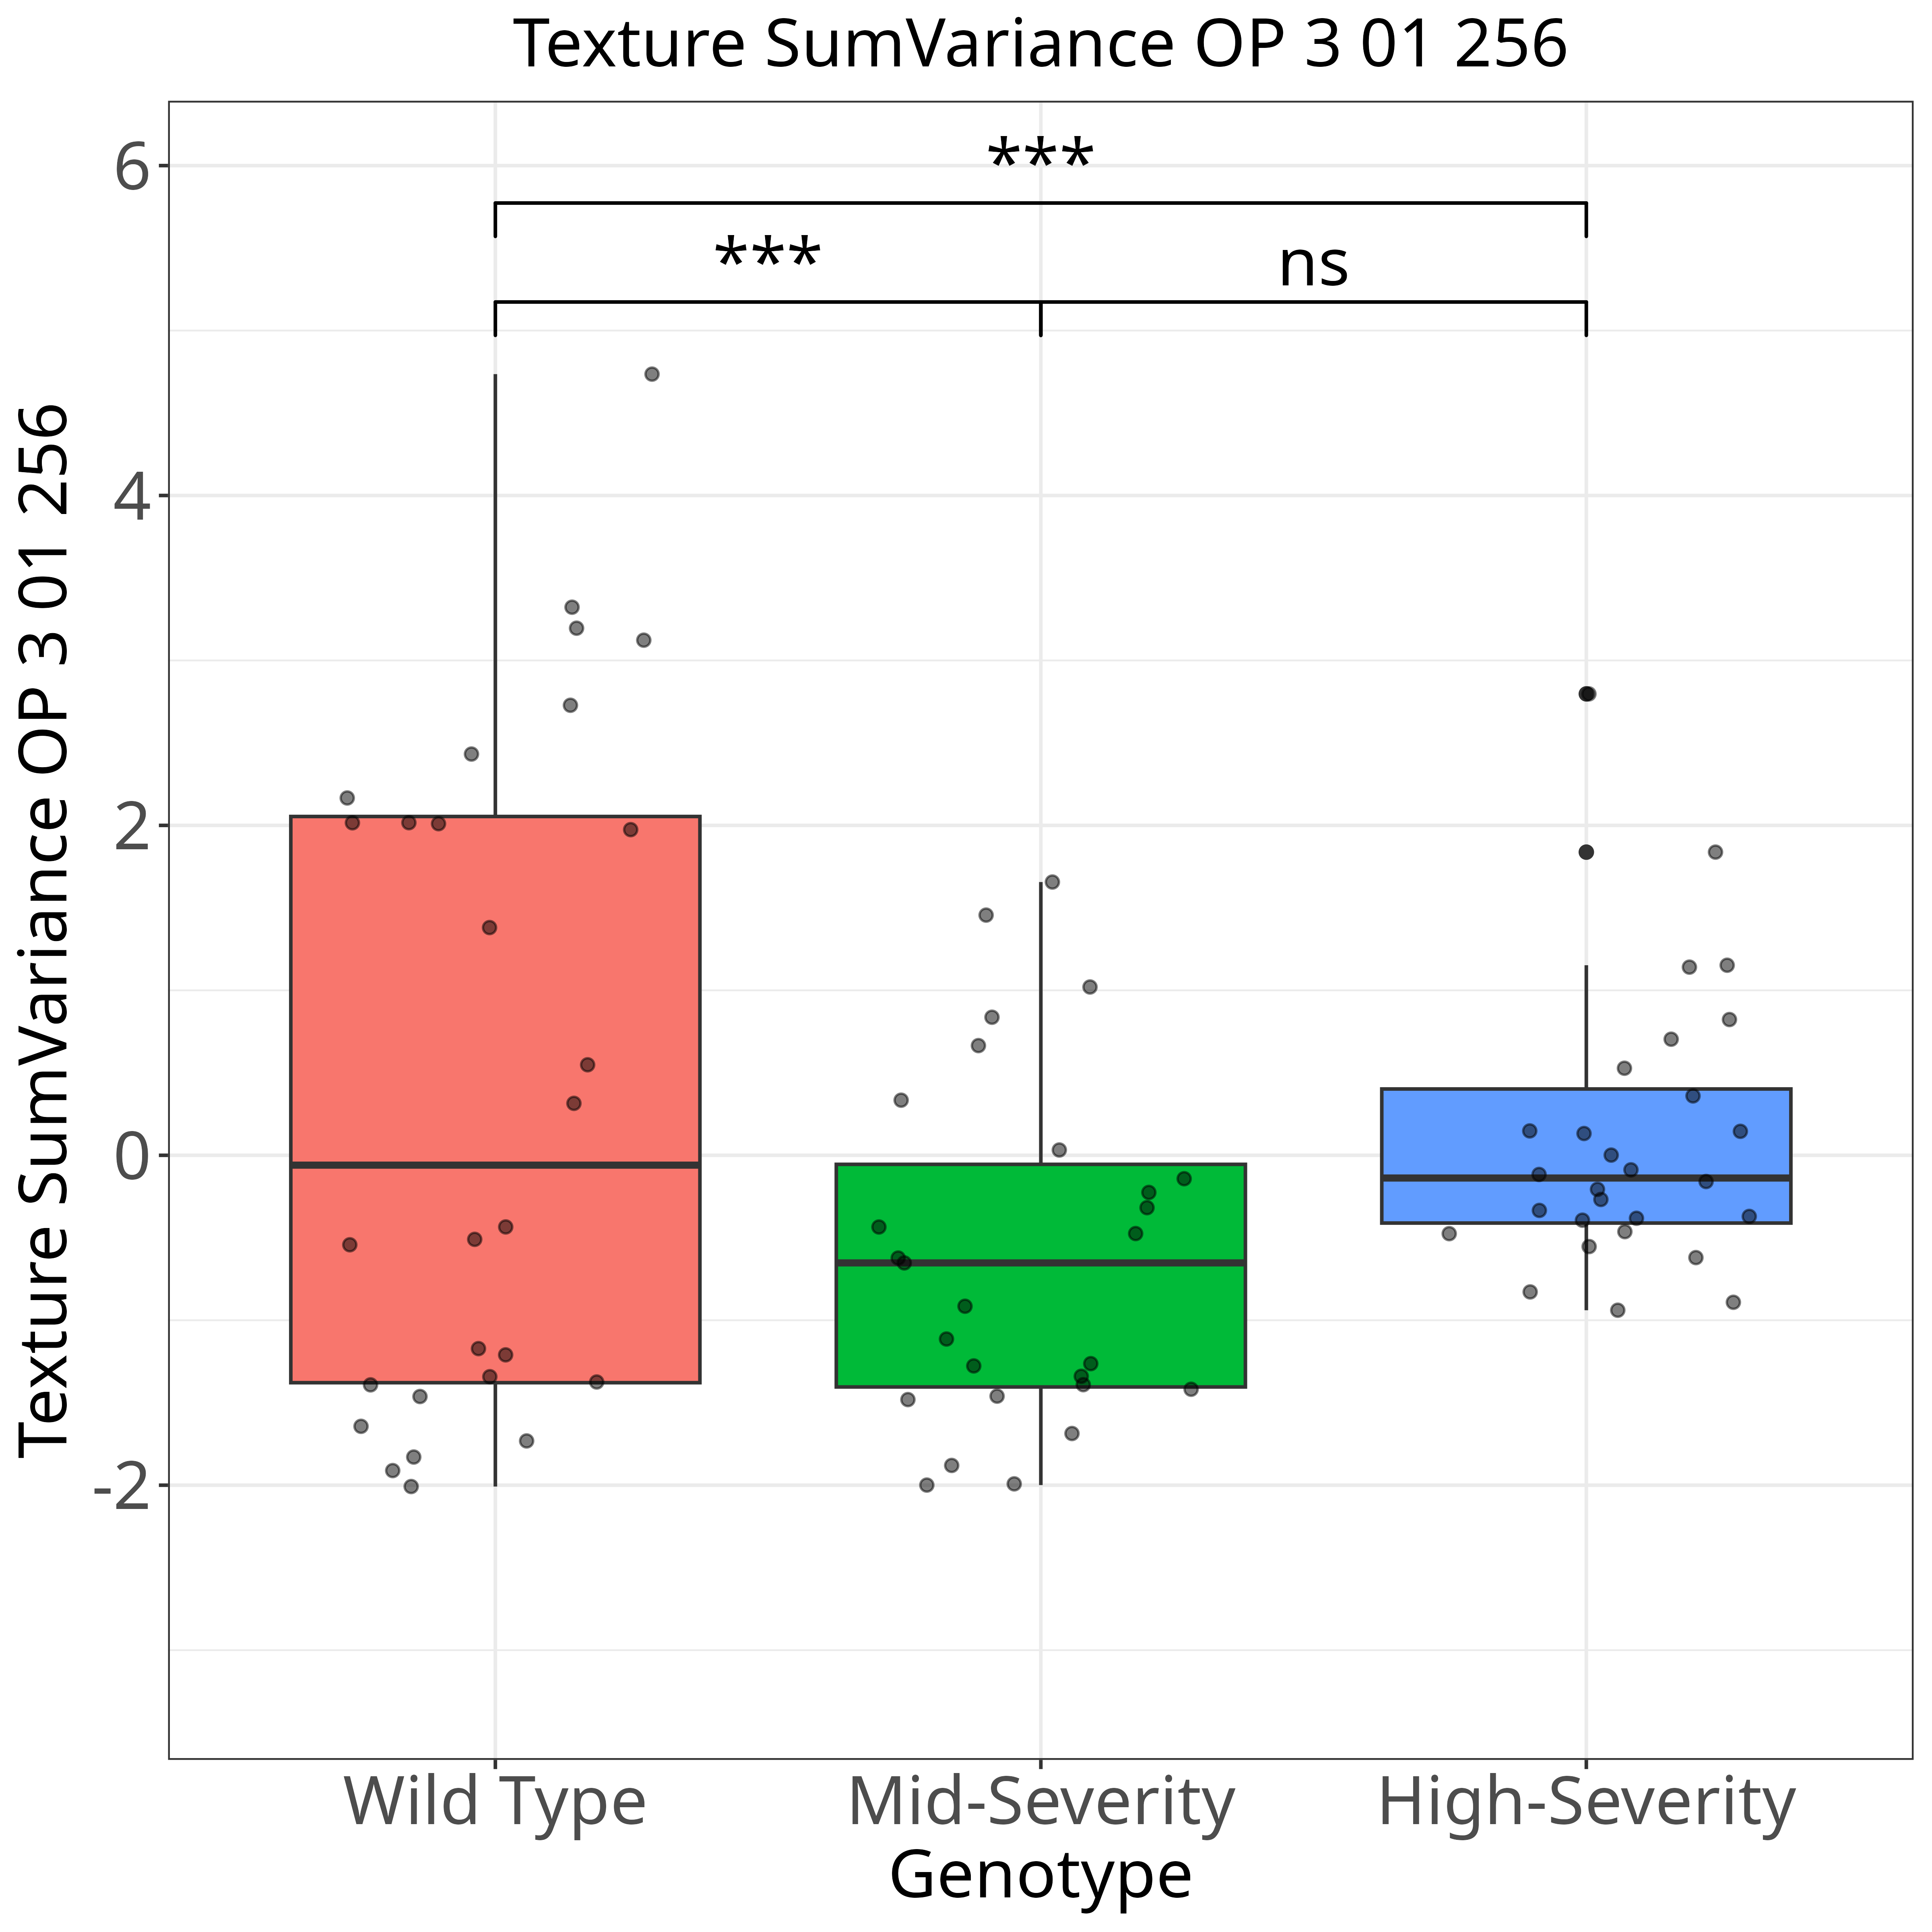 Texture SumVariance OP 3 01 256
Texture SumVariance OP 3 01 256
6
4
2
0
-2
***
***
ns
Wild Type
Mid-Severity
High-Severity
Genotype